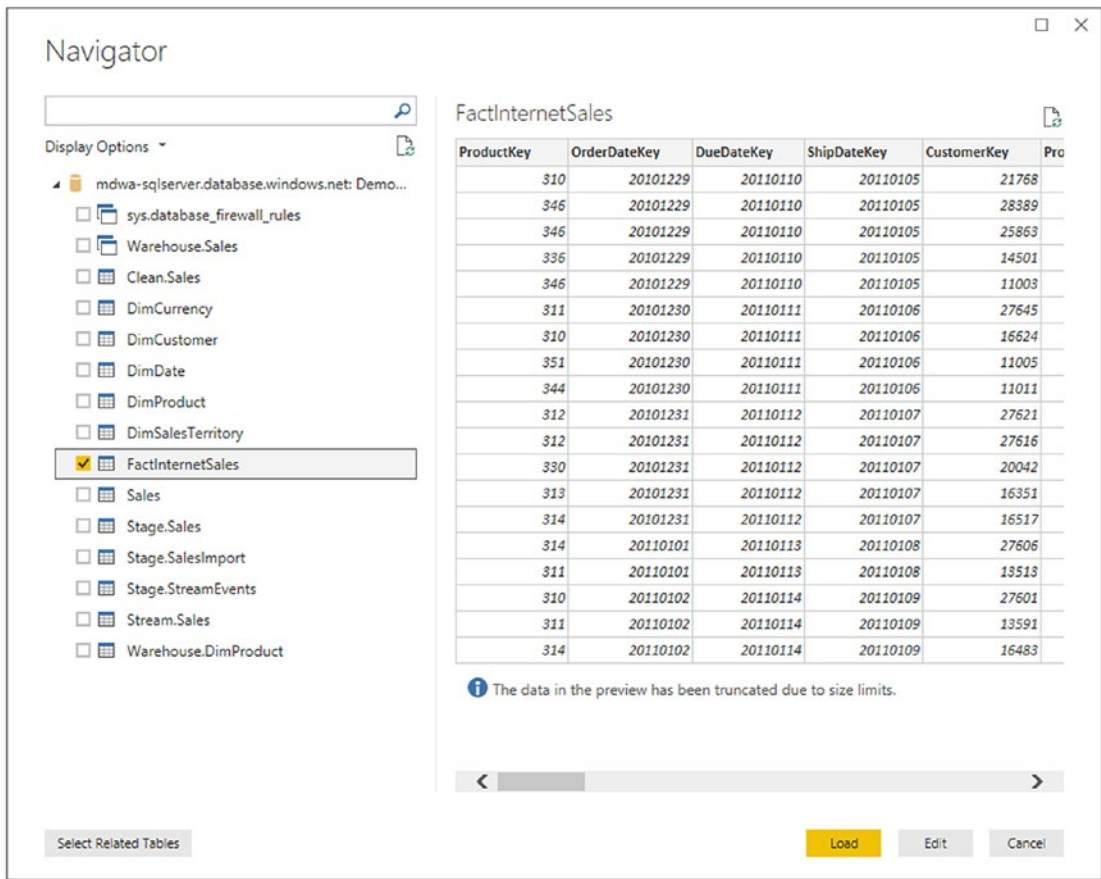 Navigator
Display Options
mdwa-sqlserver.database.windows.net: Demo...
sys.database_firewall_rules
Warehouse.Sales
Clean.Sales
DimCurrency
DimCustomer
DimDate
DimProduct
DimSalesTerritory
FactInternetSales
Sales
Stage.Sales
Stage.SalesImport
Stage.StreamEvents
Stream.Sales
Warehouse.DimProduct
FactInternetSales
ProductKey OrderDateKey DueDateKey ShipDateKey CustomerKey Pro
310 20101229 20110110 20110105 21768
346 20101229 20110110 20110105 28389
346 20101229 20110110 20110105 25863
336 20101229 20110110 20110105 14501
346 20101229 20110110 20110105 11003
311 20101230 20110111 20110106 27645
310 20101230 20110111 20110106 16624
351 20101230 20110111 20110106 11005
344 20101230 20110111 20110106 11011
312 20101231 20110112 20110107 27621
312 20101231 20110112 20110107 27616
330 20101231 20110112 20110107 20042
313 20101231 20110112 20110107 16351
314 20101231 20110112 20110107 16517
314 20110101 20110113 20110108 27606
311 20110101 20110113 20110108 13513
310 20110102 20110114 20110109 27601
311 20110102 20110114 20110109 13591
314 20110102 20110114 20110109 16483
The data in the preview has been truncated due to size limits.
Select Related Tables
Load Edit Cancel